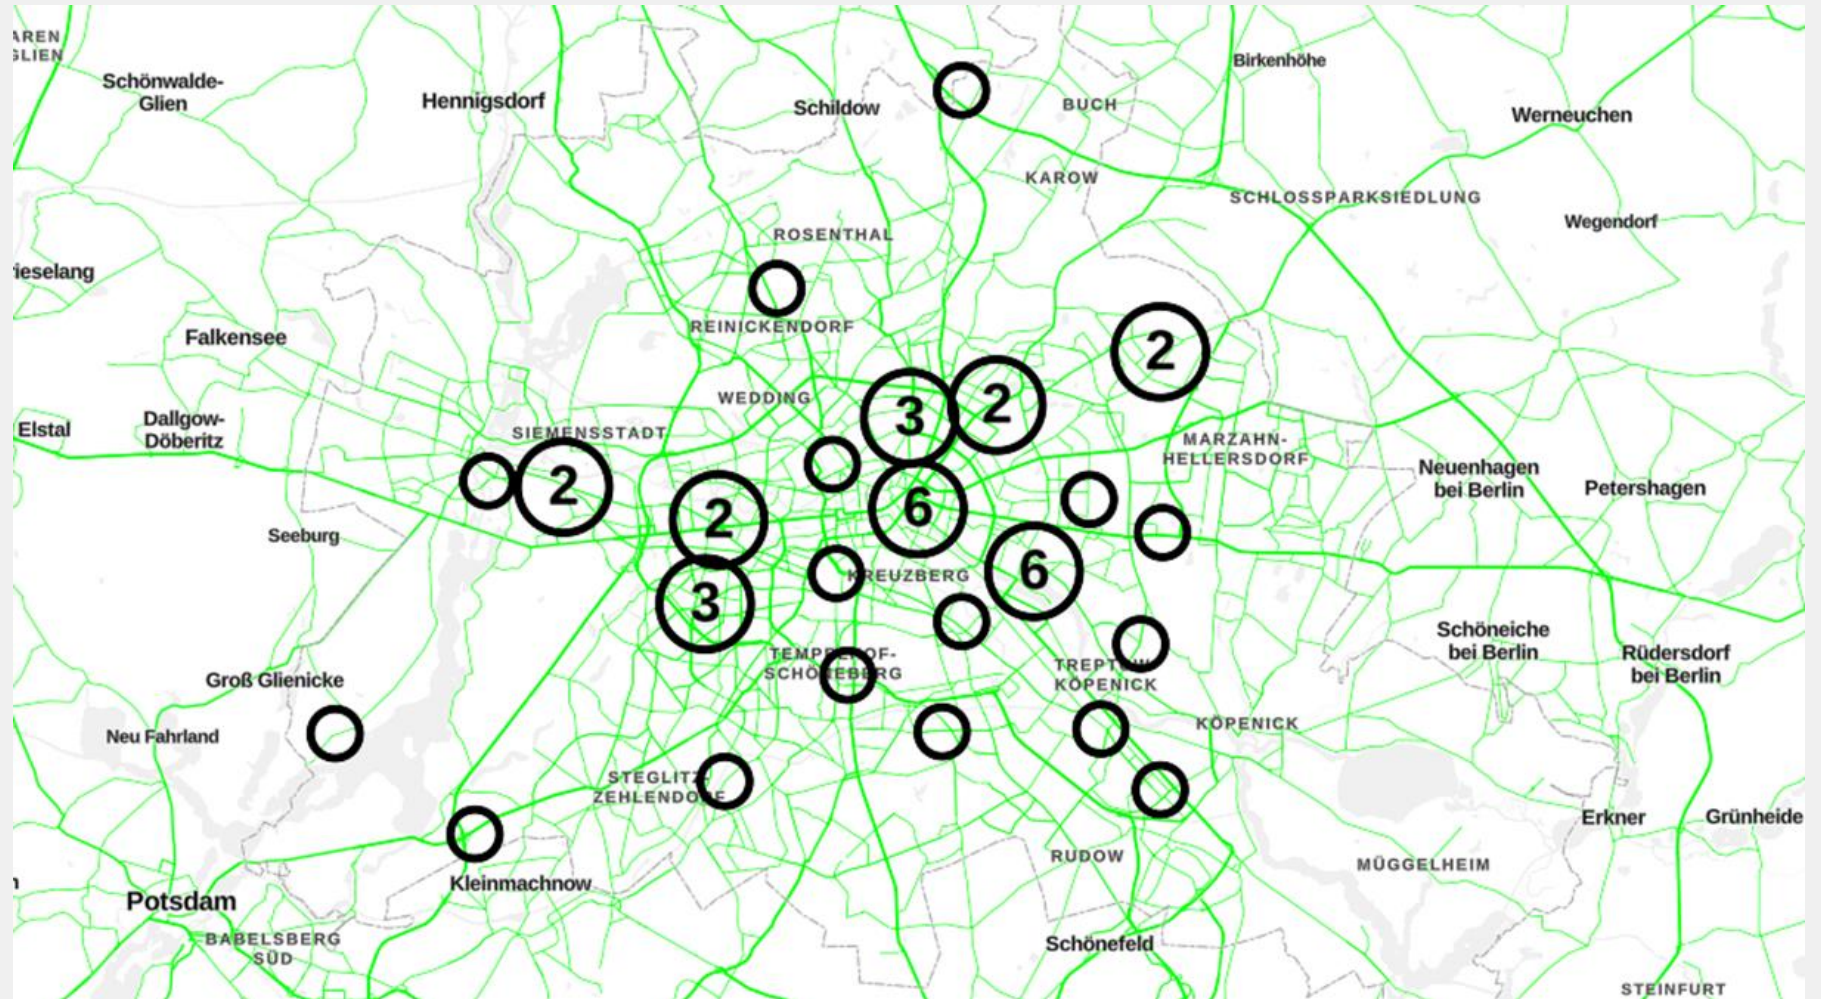 AREN
GLIEN
Birkenhöhe
Schönwalde-
Glien
Hennigsdorf
Schildow
BUCH
Werneuchen
KAROW
SCHLOSSPARKSIEDLUNG
Wegendorf
ROSENTHAL
rieselang
REINICKENDORF
Falkensee
2
WEDDING
2
3
Elstal
Dallgow-
Döberitz
SIEMENSSTADT
MARZAHN-
HELLERSDORF
Neuenhagen
bei Berlin
Petershagen
2
6
2
Seeburg
KREUZBERG
6
3
Schöneiche
bei Berlin
Rüdersdorf
bei Berlin
TEMPELHOF-
SCHÖNEBERG
TREPTOW-
KÖPENICK
Groß Glienicke
KÖPENICK
Neu Fahrland
STEGLITZ-
ZEHLENDORF
Erkner
Grünheide
RUDOW
MÜGGELHEIM
n
Kleinmachnow
Potsdam
BABELSBERG
SÜD
Schönefeld
STEINFURT